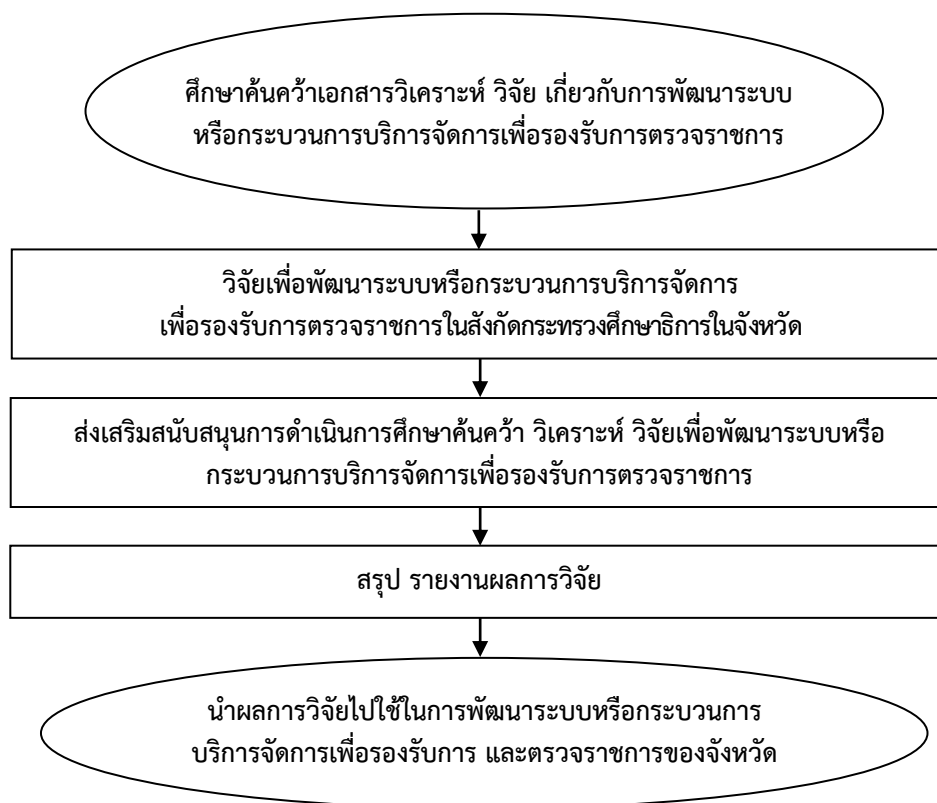 ศึกษาค้นคว้าเอกสารวิเคราะห์ วิจัย เกี่ยวกับการพัฒนาระบบ
หรือกระบวนการบริการจัดการเพื่อรองรับการตรวจราชการ
วิจัยเพื่อพัฒนาระบบหรือกระบวนการบริการจัดการ
เพื่อรองรับการตรวจราชการในสังกัดกระทรวงศึกษาธิการในจังหวัด
ส่งเสริมสนับสนุนการดำเนินการศึกษาค้นคว้า วิเคราะห์ วิจัยเพื่อพัฒนาระบบหรือ
กระบวนการบริการจัดการเพื่อรองรับการตรวจราชการ
สรุป รายงานผลการวิจัย
นำผลการวิจัยไปใช้ในการพัฒนาระบบหรือกระบวนการ
บริการจัดการเพื่อรองรับการ และตรวจราชการของจังหวัด